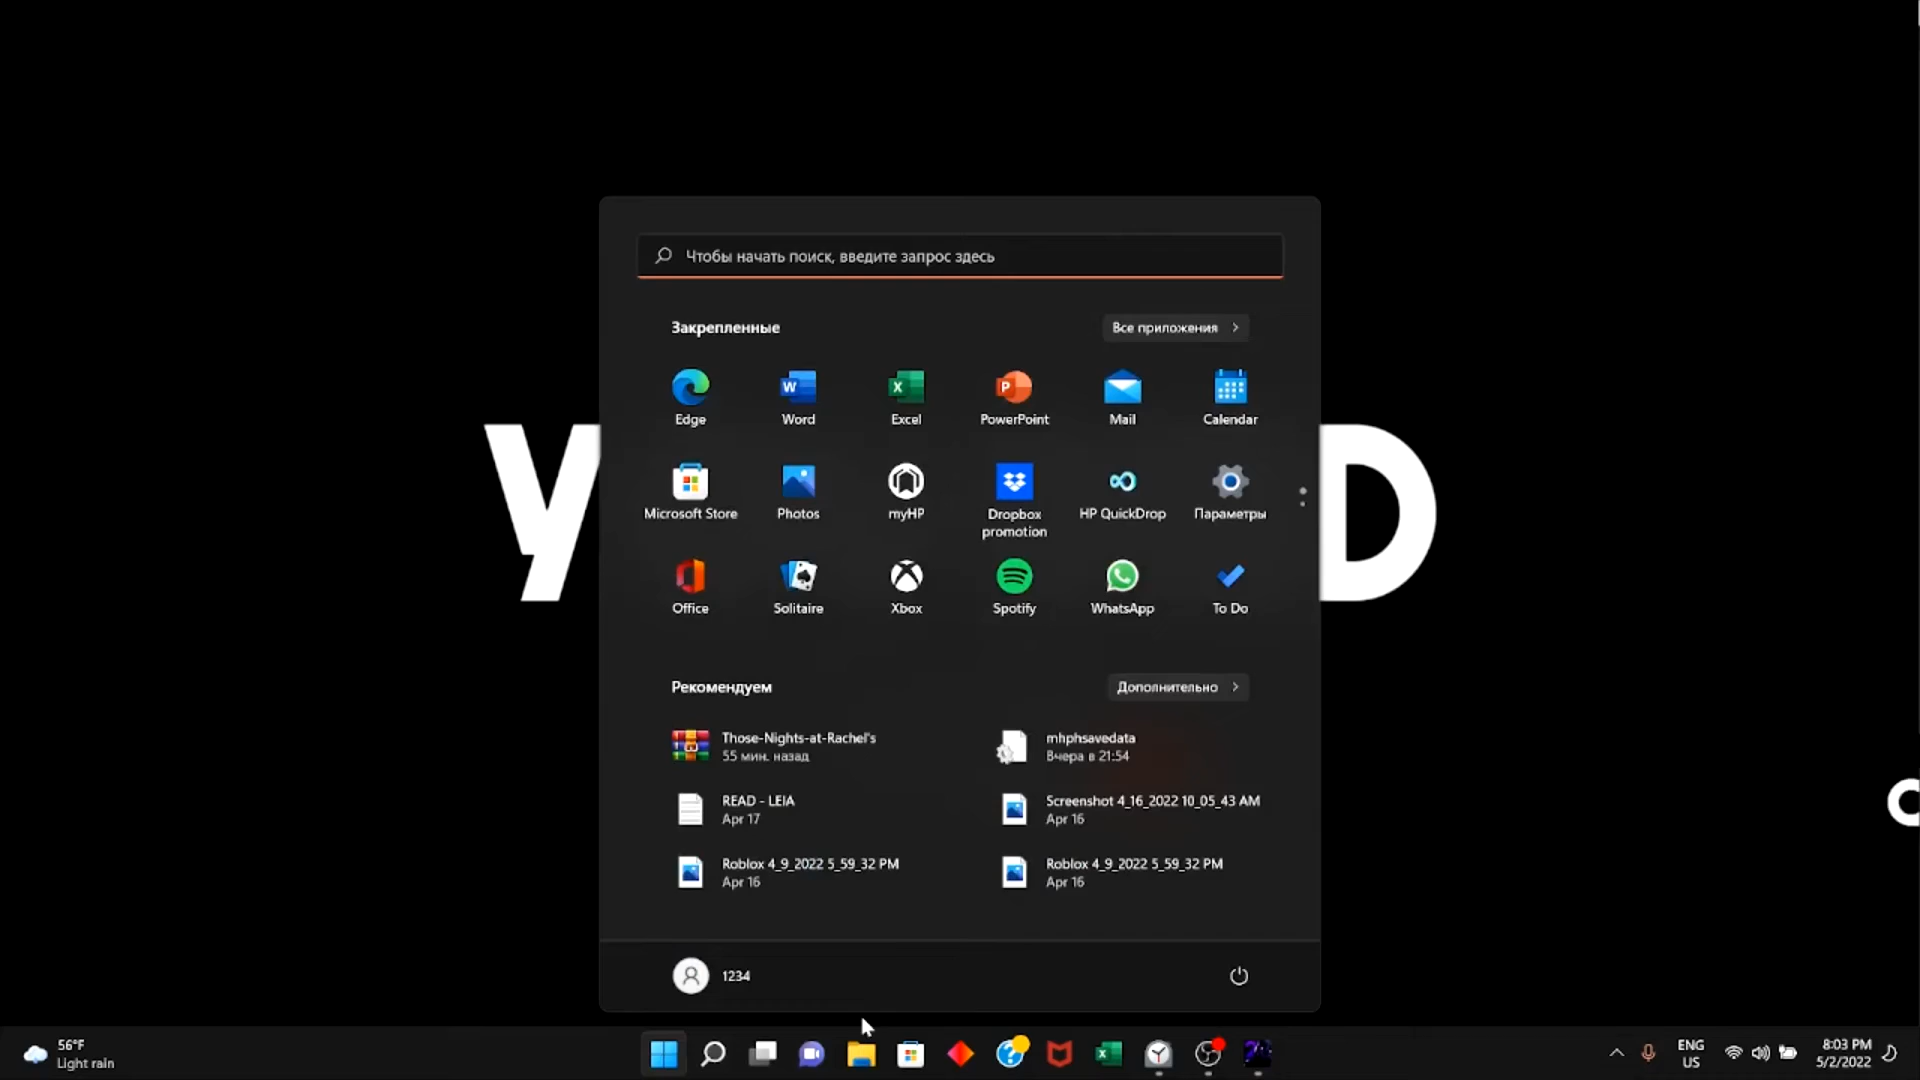 Чтобы начать поиск, введите запрос здесь
Закрепленные
Все приложения
Edge
Word
Excel
PowerPoint
Mail
Calendar
Microsoft Store
Photos
myHP
Dropbox
promotion
HP QuickDrop
Параметры
Office
Solitaire
Xbox
Spotify
WhatsApp
To Do
Y
D
Рекомендуем
Дополнительно
Those-Nights-at-Rachel's
55 мин. назад
mhphsavedata
Вчера в 21:54
READ - LEIA
Apr 17
Screenshot 4_16_2022 10_05_43 AM
Apr 16
Roblox 4_9_2022 5_59_32 PM
Apr 16
Roblox 4_9_2022 5_59_32 PM
Apr 16
1234
56°F
Light rain
ENG
US
8:03 PM
5/2/2022